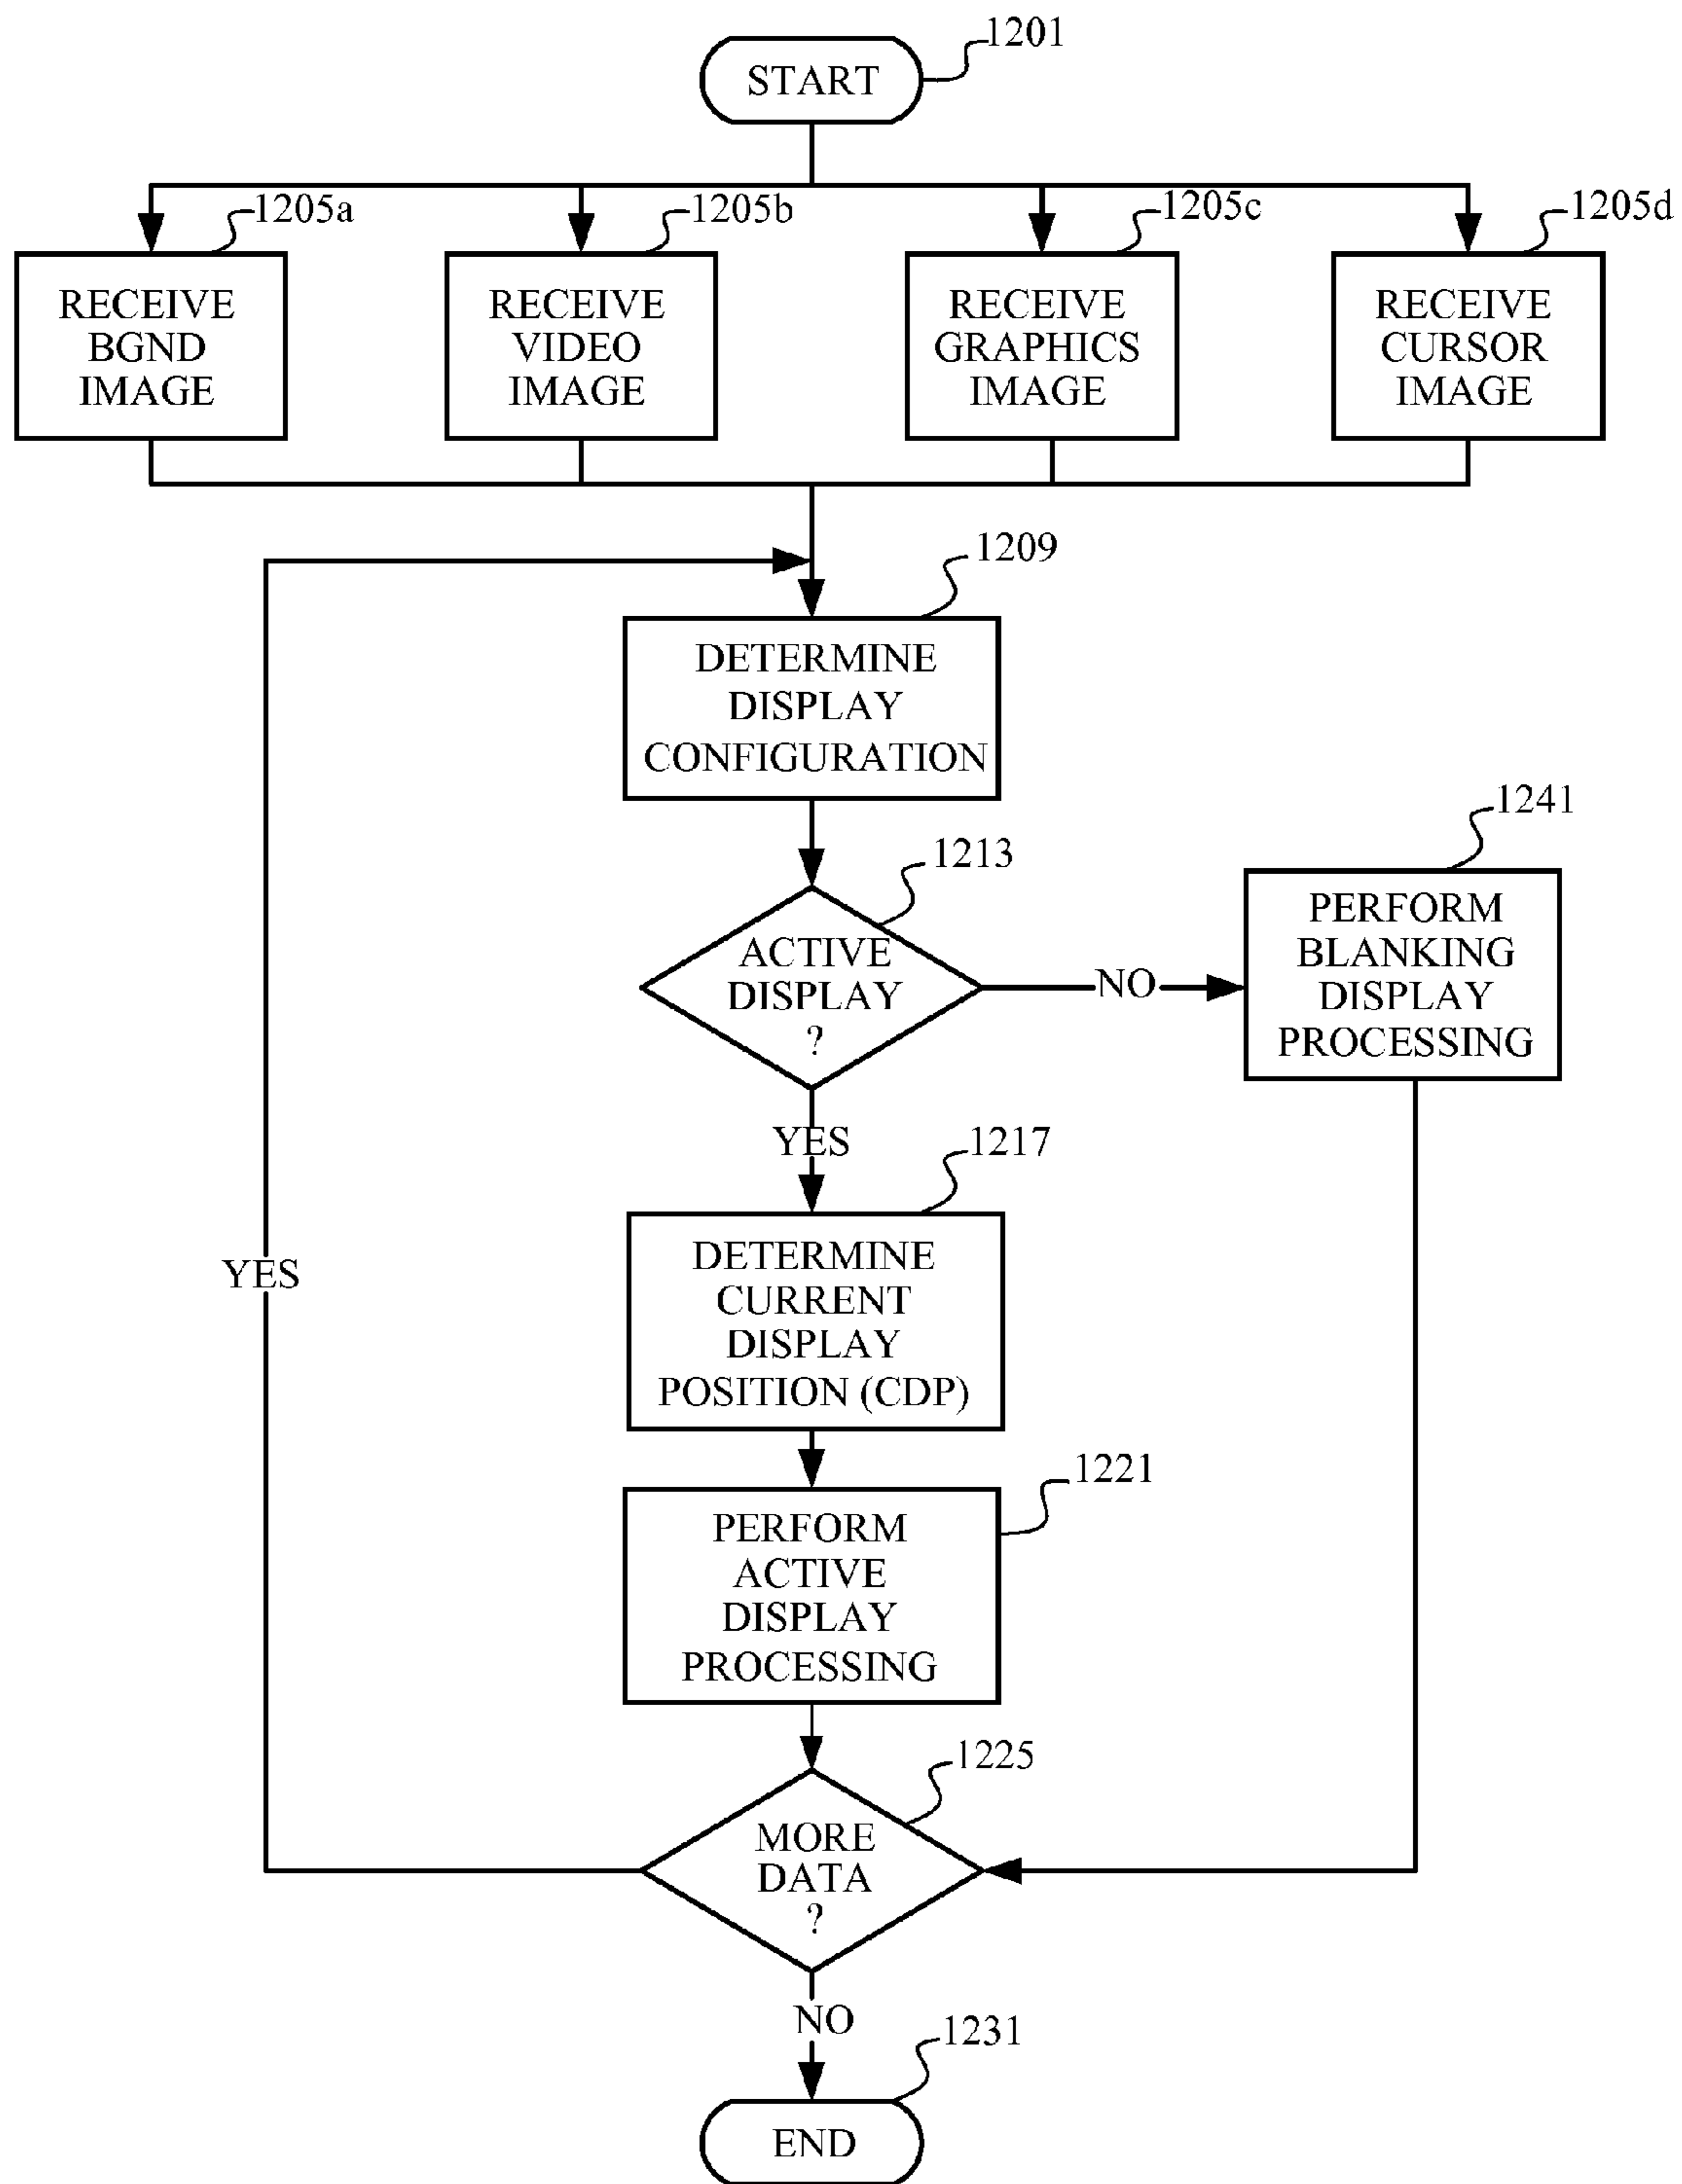 1201
START
1205a
1205b
1205c
1205d
RECEIVE
BGND
IMAGE
RECEIVE
VIDEO
IMAGE
RECEIVE
GRAPHICS
IMAGE
RECEIVE
CURSOR
IMAGE
1209
DETERMINE
DISPLAY
CONFIGURATION
1241
1213
ACTIVE
DISPLAY
?
NO
PERFORM
BLANKING
DISPLAY
PROCESSING
YES
1217
DETERMINE
CURRENT
DISPLAY
POSITION (CDP)
YES
1221
PERFORM
ACTIVE
DISPLAY
PROCESSING
1225
MORE
DATA
?
NO
1231
END